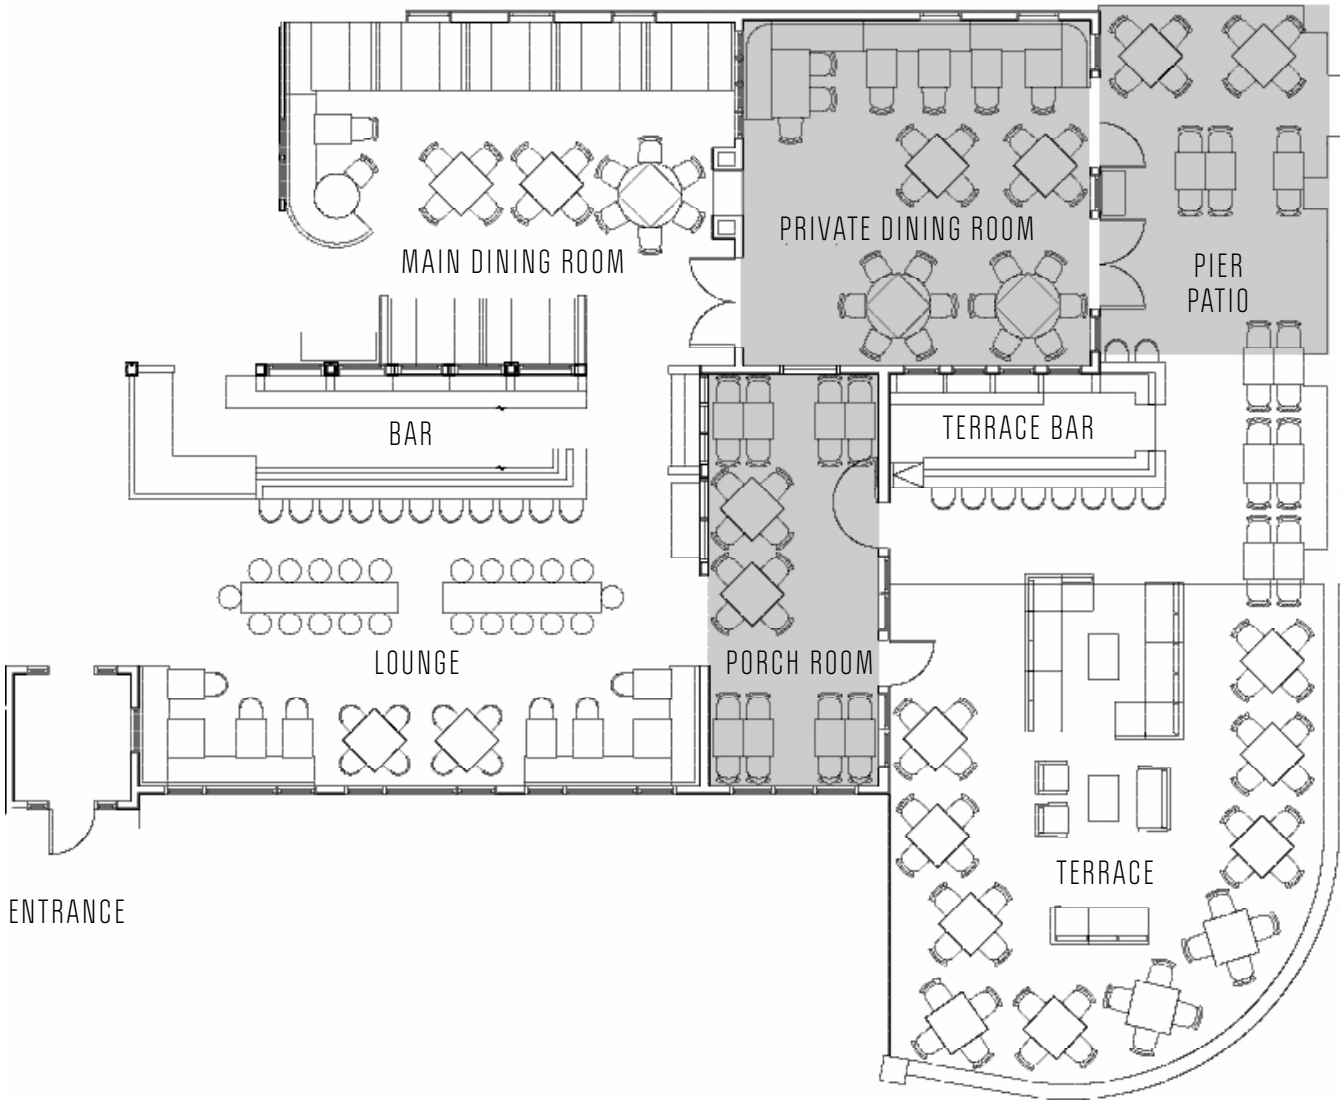 MAIN DINING ROOM
PRIVATE DINING ROOM
PIER
PATIO
BAR
TERRACE BAR
LOUNGE
PORCH ROOM
TERRACE
ENTRANCE